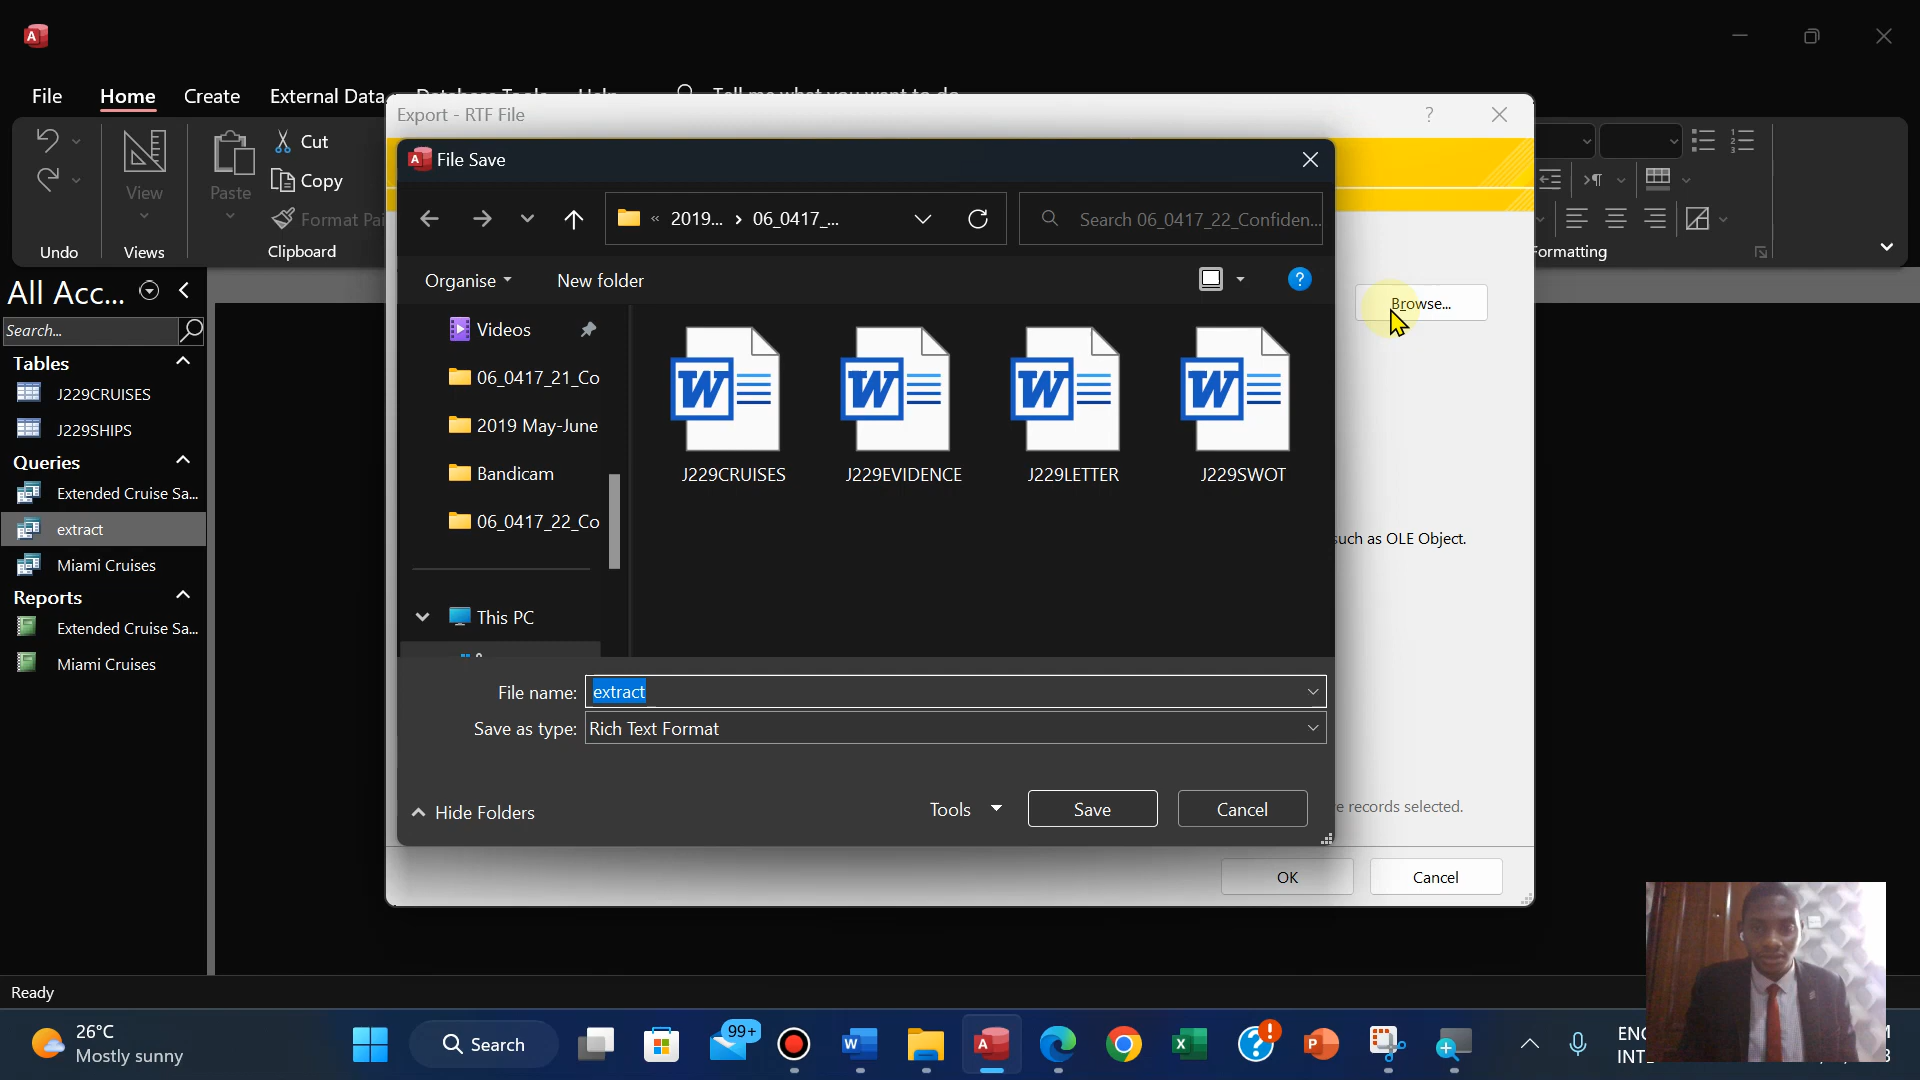 File
Home
Create
External Data
Undo
View
Views
Paste
Cut
Copy
Format Pai
Clipboard
Formatting
All Acc...
Search...
Tables
J229CRUISES
J229SHIPS
Queries
Extended Cruise Sa...
extract
Miami Cruises
Reports
Extended Cruise Sa...
Miami Cruises
Export - RTF File
File Save
2019... > 06_0417_...
Search 06_0417_22_Confiden...
Organise
New folder
Videos
06_0417_21_Co
2019 May-June
Bandicam
06_0417_22_Co
This PC
J229CRUISES
J229EVIDENCE
J229LETTER
J229SWOT
File name: extract
Save as type: Rich Text Format
Hide Folders
Tools
Save
Cancel
Browse...
such as OLE Object.
e records selected.
OK
Cancel
Ready
26°C
Mostly sunny
Search
99+
ENG
INT